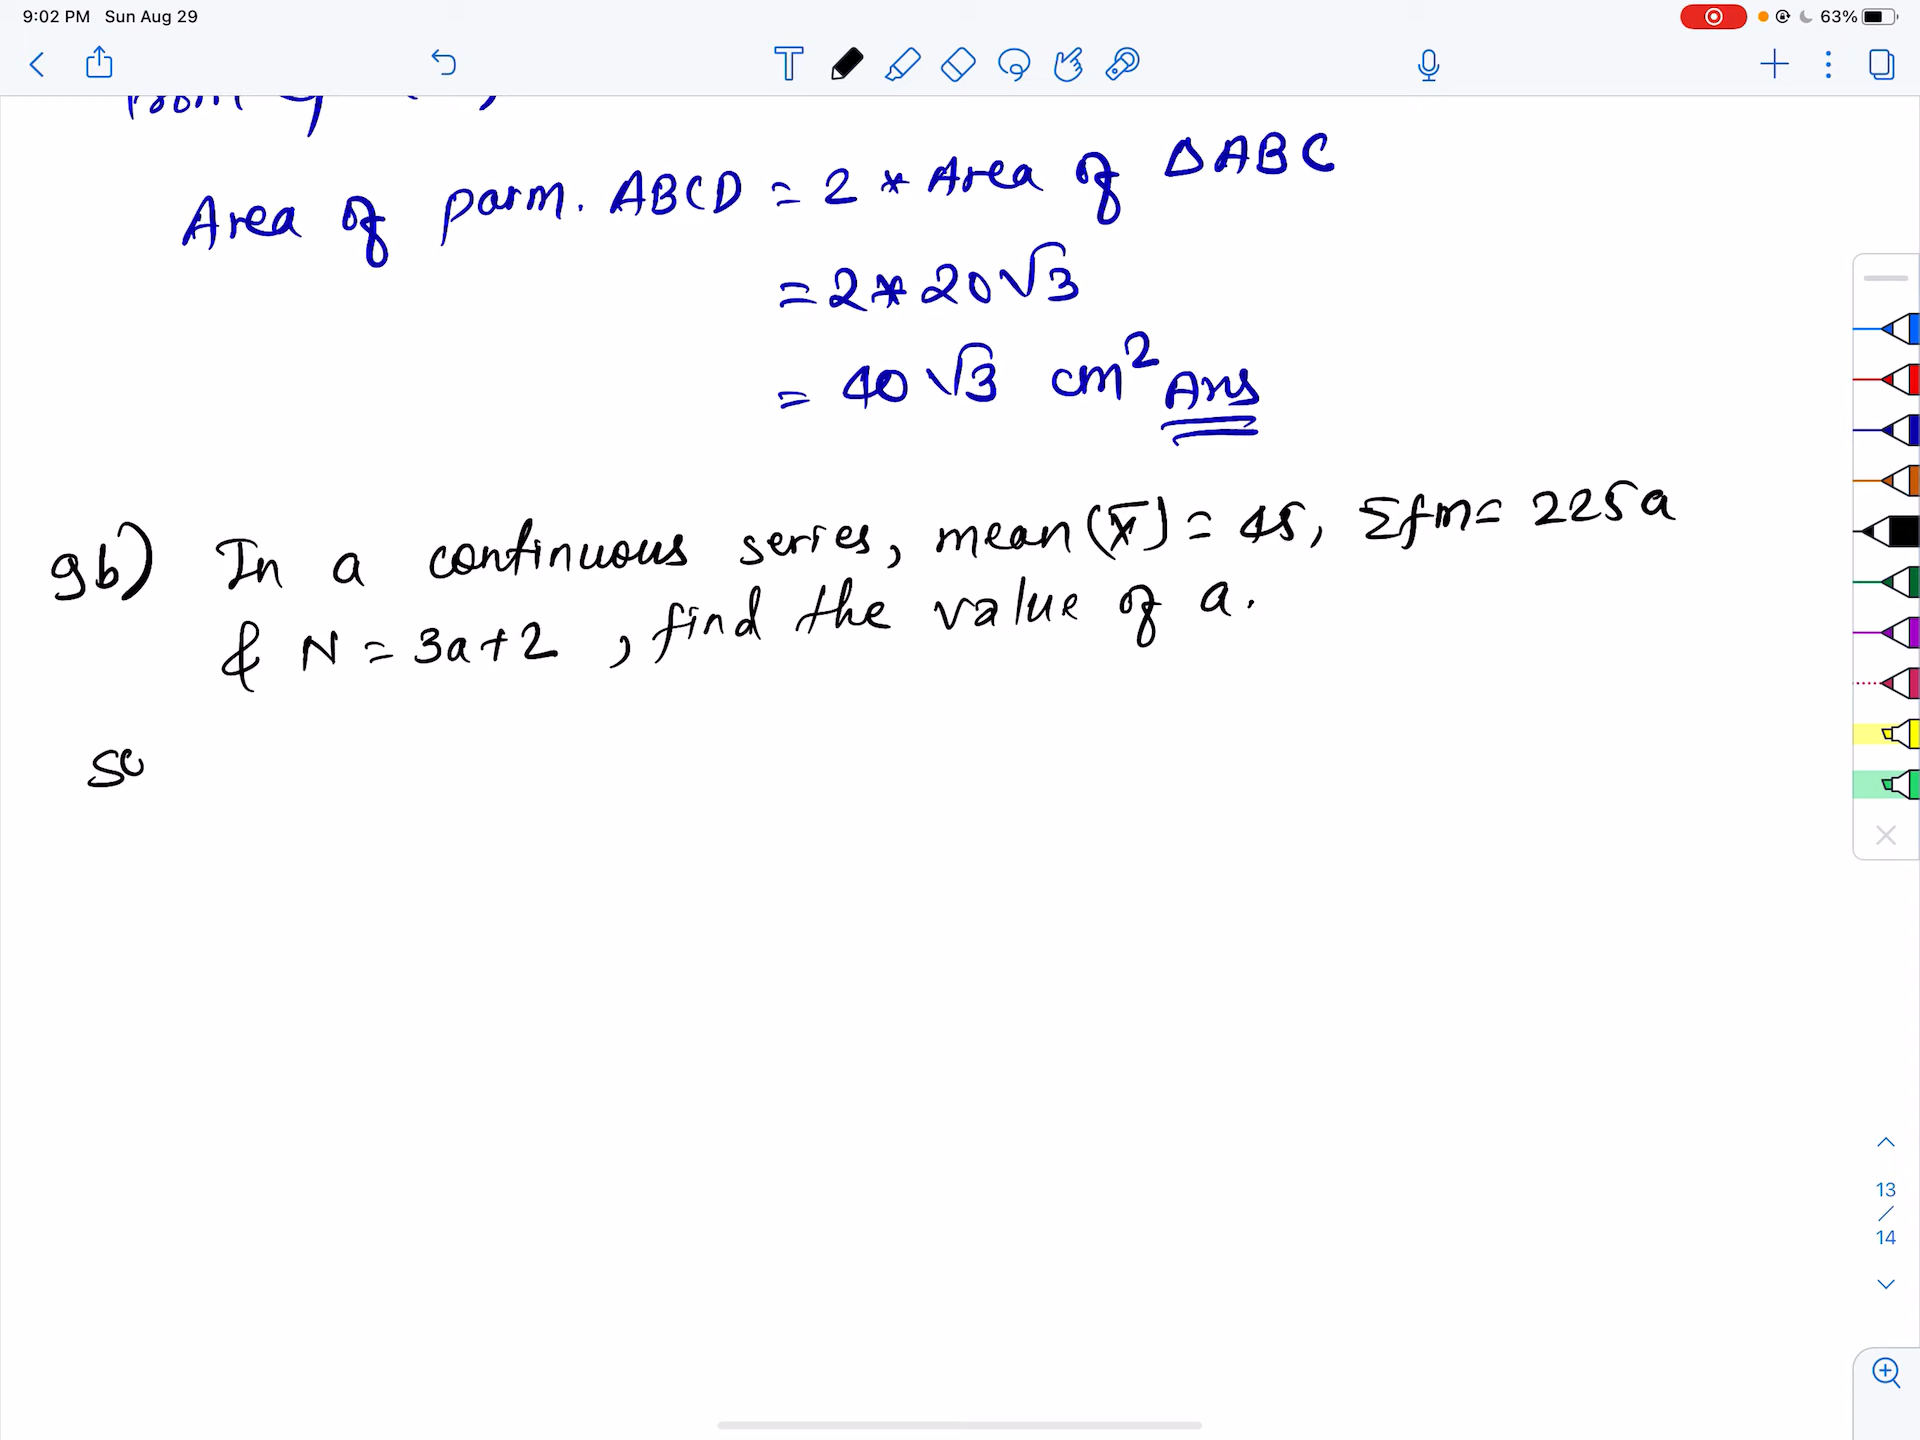 9:02 PM Sun Aug 29
63%
Area of parm. ABCD = 2 * Area of ΔABC
= 2 * 20√3
= 40√3 cm² Ans
9b) In a continuous series, mean (x̄) = 45, Σfm = 225a
& N = 3a+2, find the value of a.
so
13
/
14